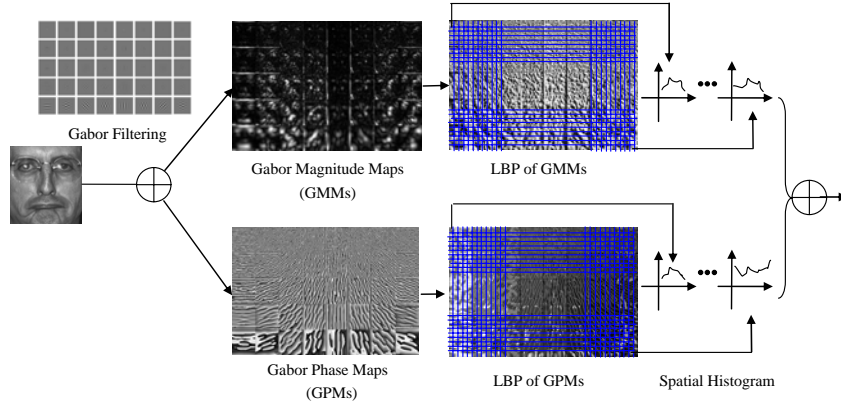 Gabor Filtering
Gabor Magnitude Maps
(GMMs)
LBP of GMMs
Gabor Phase Maps
(GPMs)
LBP of GPMs
Spatial Histogram